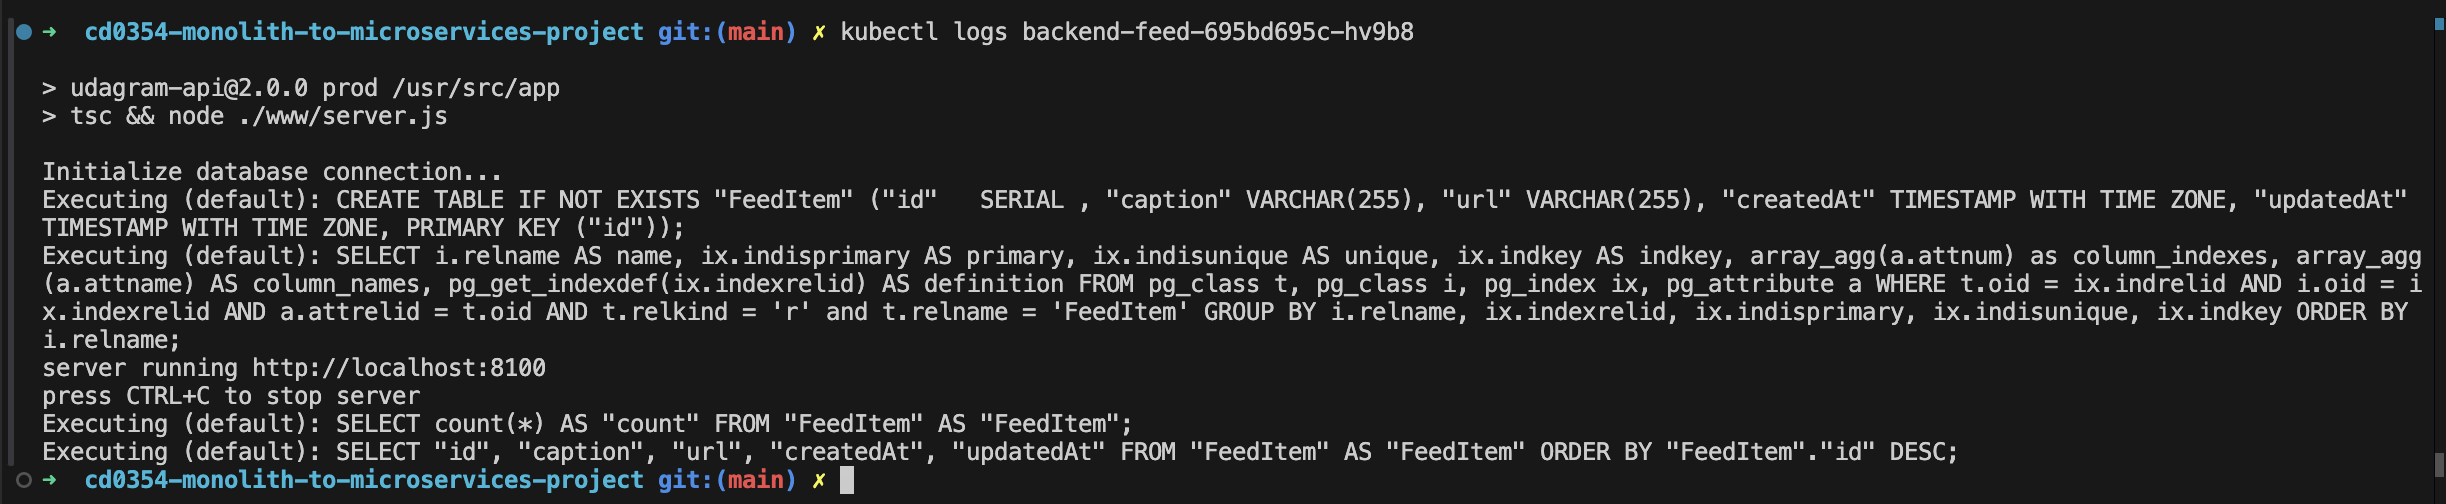 ➜  cd0354-monolith-to-microservices-project git:(main) ✗ kubectl logs backend-feed-695bd695c-hv9b8
> udagram-api@2.0.0 prod /usr/src/app
> tsc && node ./www/server.js
Initialize database connection...
Executing (default): CREATE TABLE IF NOT EXISTS "FeedItem" ("id"   SERIAL , "caption" VARCHAR(255), "url" VARCHAR(255), "createdAt" TIMESTAMP WITH TIME ZONE, "updatedAt"
TIMESTAMP WITH TIME ZONE, PRIMARY KEY ("id"));
Executing (default): SELECT i.relname AS name, ix.indisprimary AS primary, ix.indisunique AS unique, ix.indkey AS indkey, array_agg(a.attnum) as column_indexes, array_agg
(a.attname) AS column_names, pg_get_indexdef(ix.indexrelid) AS definition FROM pg_class t, pg_class i, pg_index ix, pg_attribute a WHERE t.oid = ix.indrelid AND i.oid = i
x.indexrelid AND a.attrelid = t.oid AND t.relkind = 'r' and t.relname = 'FeedItem' GROUP BY i.relname, ix.indexrelid, ix.indisprimary, ix.indisunique, ix.indkey ORDER BY
i.relname;
server running http://localhost:8100
press CTRL+C to stop server
Executing (default): SELECT count(*) AS "count" FROM "FeedItem" AS "FeedItem";
Executing (default): SELECT "id", "caption", "url", "createdAt", "updatedAt" FROM "FeedItem" AS "FeedItem" ORDER BY "FeedItem"."id" DESC;
➜  cd0354-monolith-to-microservices-project git:(main) ✗